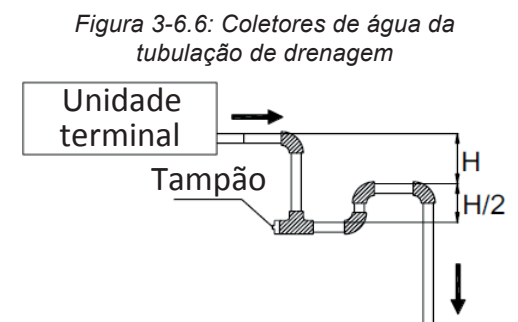 Figura 3-6.6: Coletores de água da
tubulação de drenagem
Unidade
terminal
Tampão
H
H/2